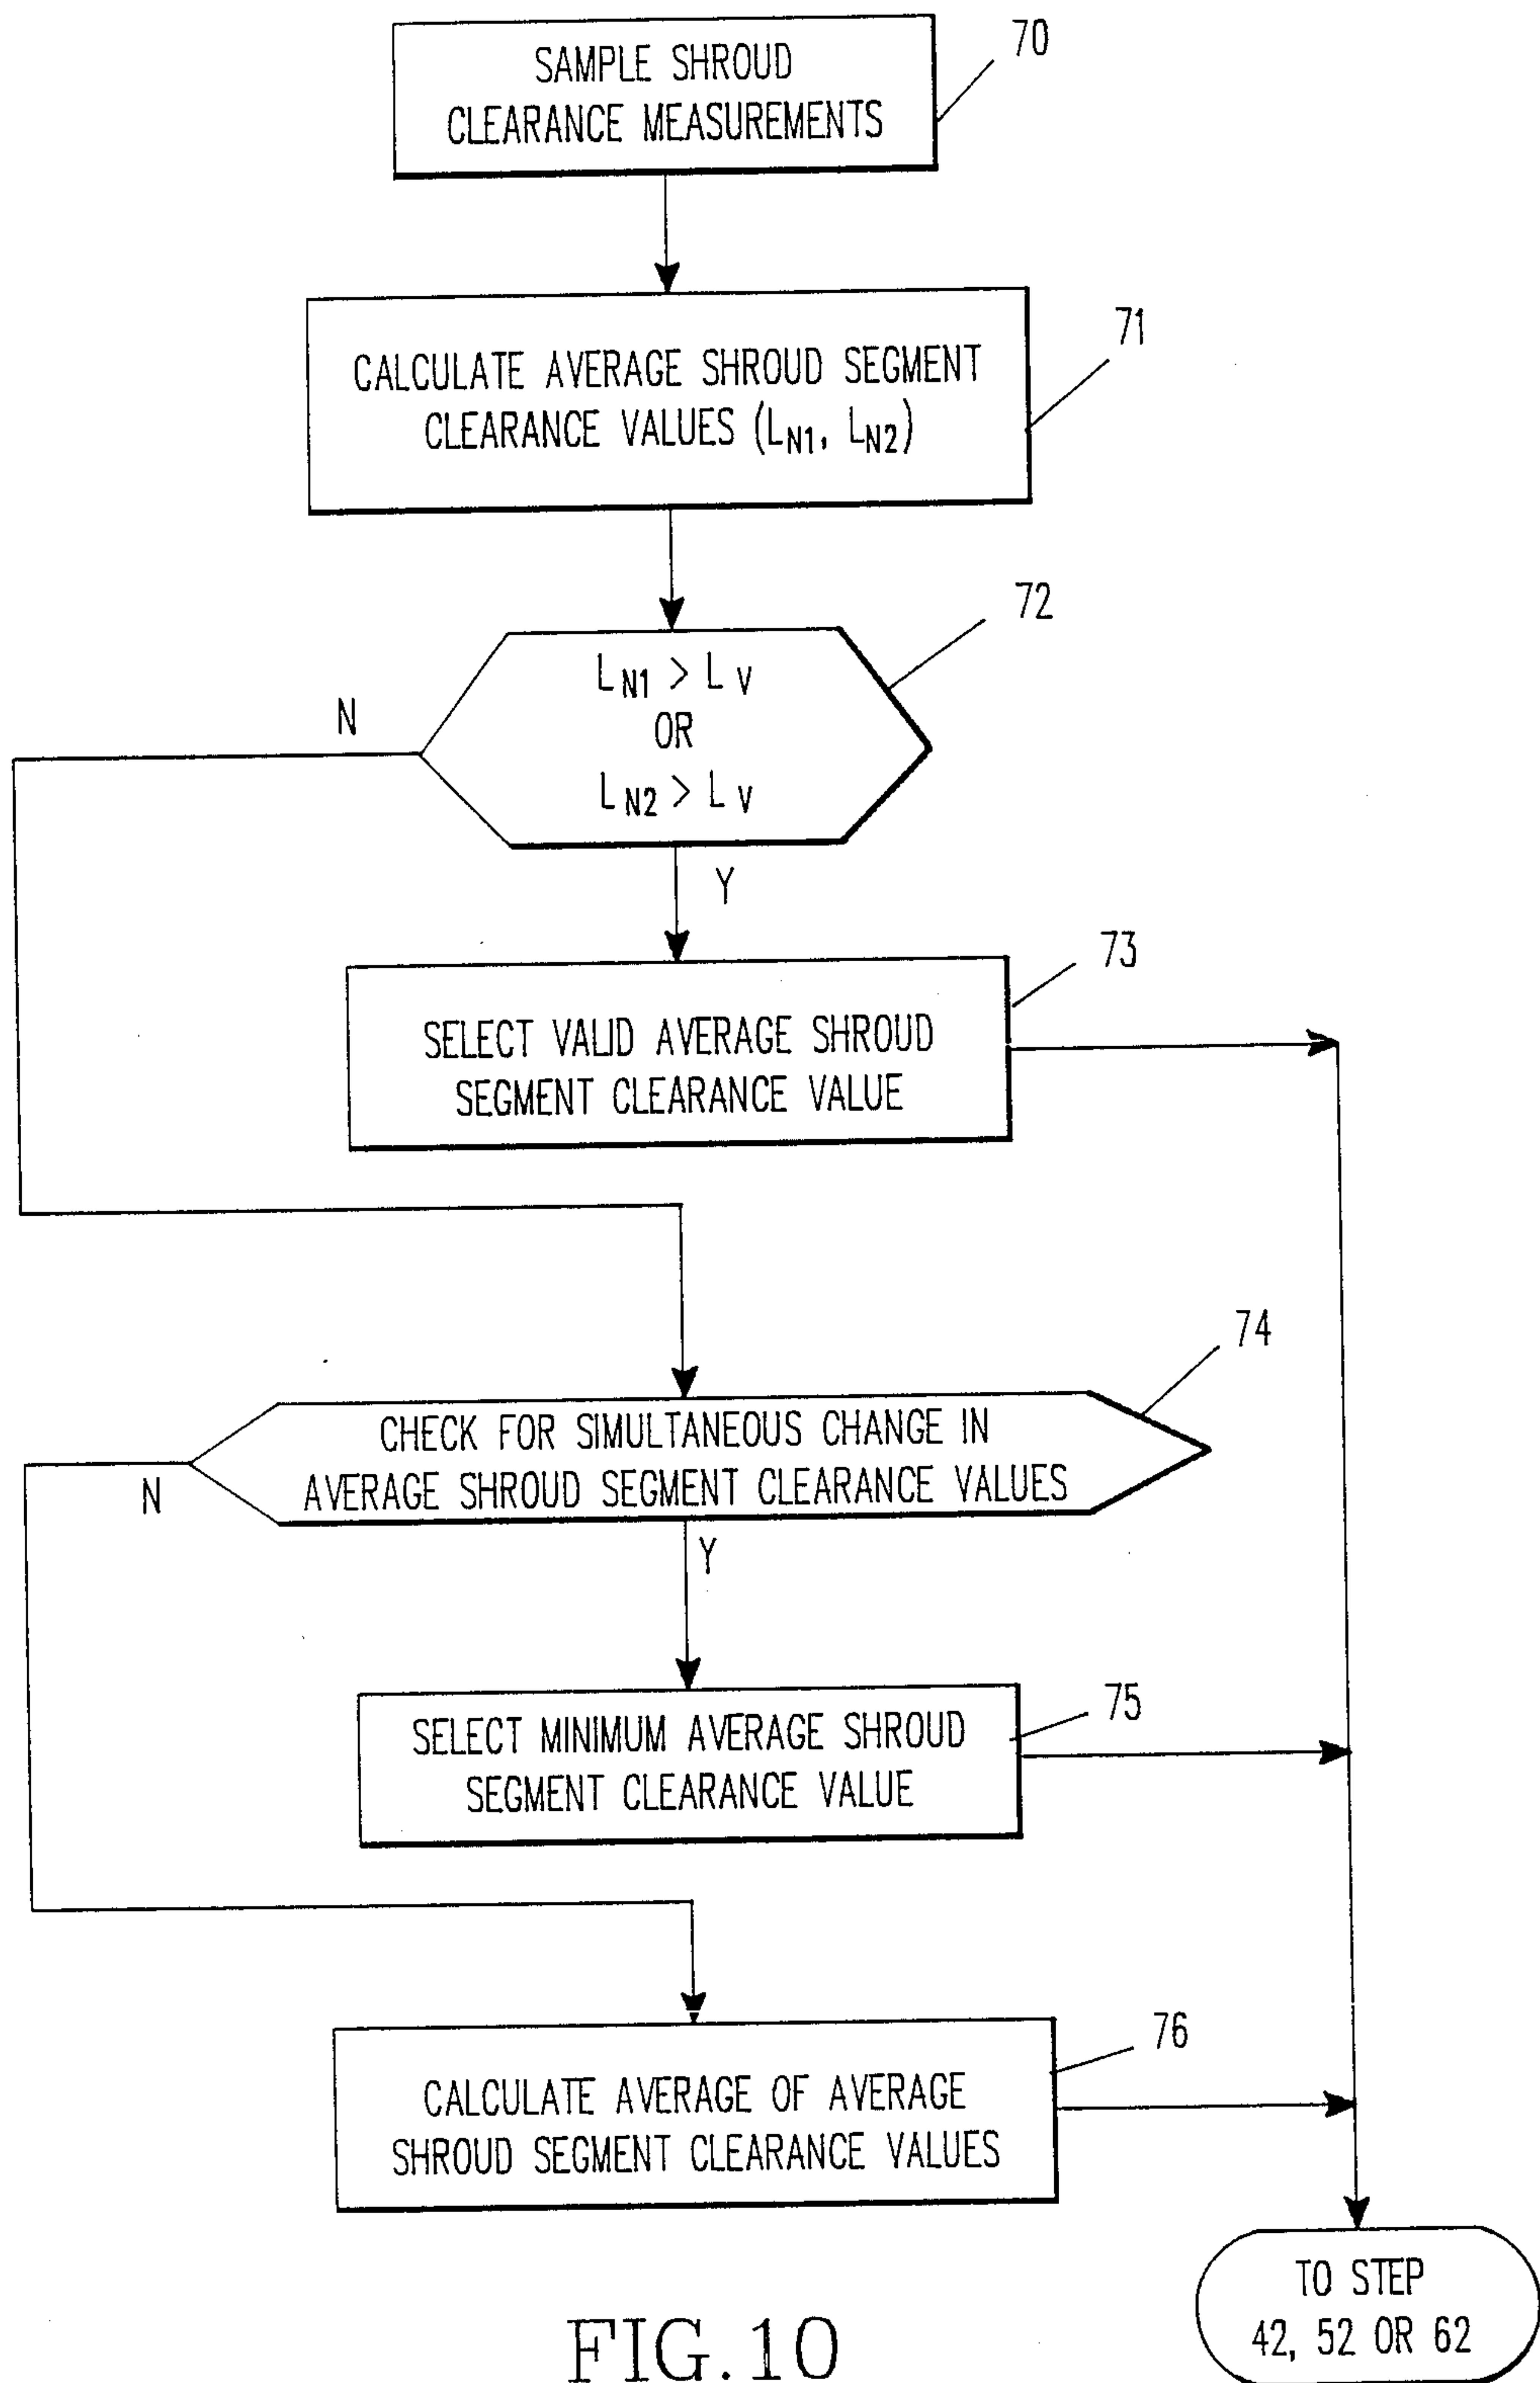 SAMPLE SHROUD
CLEARANCE MEASUREMENTS
70
CALCULATE AVERAGE SHROUD SEGMENT
CLEARANCE VALUES (LN1, LN2)
71
LN1 > LV
OR
LN2 > LV
72
N
Y
SELECT VALID AVERAGE SHROUD
SEGMENT CLEARANCE VALUE
73
CHECK FOR SIMULTANEOUS CHANGE IN
AVERAGE SHROUD SEGMENT CLEARANCE VALUES
74
N
Y
SELECT MINIMUM AVERAGE SHROUD
SEGMENT CLEARANCE VALUE
75
CALCULATE AVERAGE OF AVERAGE
SHROUD SEGMENT CLEARANCE VALUES
76
TO STEP
42, 52 OR 62
FIG.10